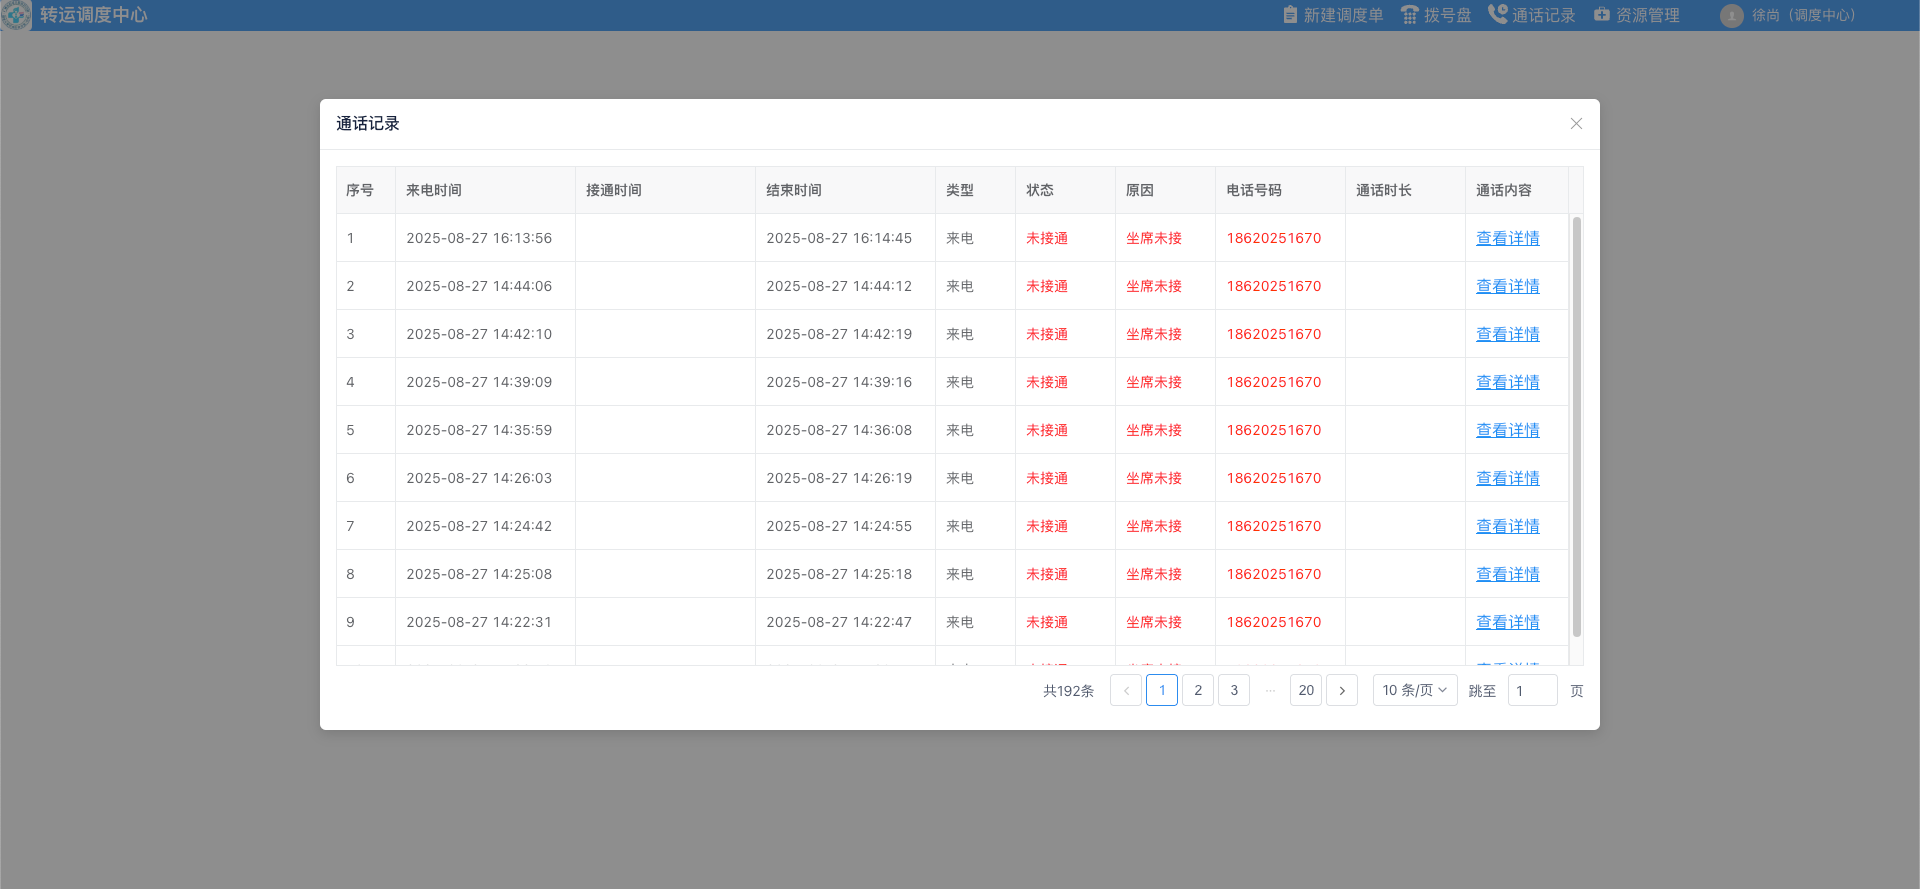 转运调度中心 新建调度单 拨号盘 通话记录 资源管理 徐尚（调度中心）
通话记录
序号 来电时间 接通时间 结束时间 类型 状态 原因 电话号码 通话时长 通话内容
1 2025-08-27 16:13:56 2025-08-27 16:14:45 来电 未接通 坐席未接 18620251670 查看详情
2 2025-08-27 14:44:06 2025-08-27 14:44:12 来电 未接通 坐席未接 18620251670 查看详情
3 2025-08-27 14:42:10 2025-08-27 14:42:19 来电 未接通 坐席未接 18620251670 查看详情
4 2025-08-27 14:39:09 2025-08-27 14:39:16 来电 未接通 坐席未接 18620251670 查看详情
5 2025-08-27 14:35:59 2025-08-27 14:36:08 来电 未接通 坐席未接 18620251670 查看详情
6 2025-08-27 14:26:03 2025-08-27 14:26:19 来电 未接通 坐席未接 18620251670 查看详情
7 2025-08-27 14:24:42 2025-08-27 14:24:55 来电 未接通 坐席未接 18620251670 查看详情
8 2025-08-27 14:25:08 2025-08-27 14:25:18 来电 未接通 坐席未接 18620251670 查看详情
9 2025-08-27 14:22:31 2025-08-27 14:22:47 来电 未接通 坐席未接 18620251670 查看详情
共192条 1 2 3 ··· 20 10 条/页 跳至 1 页